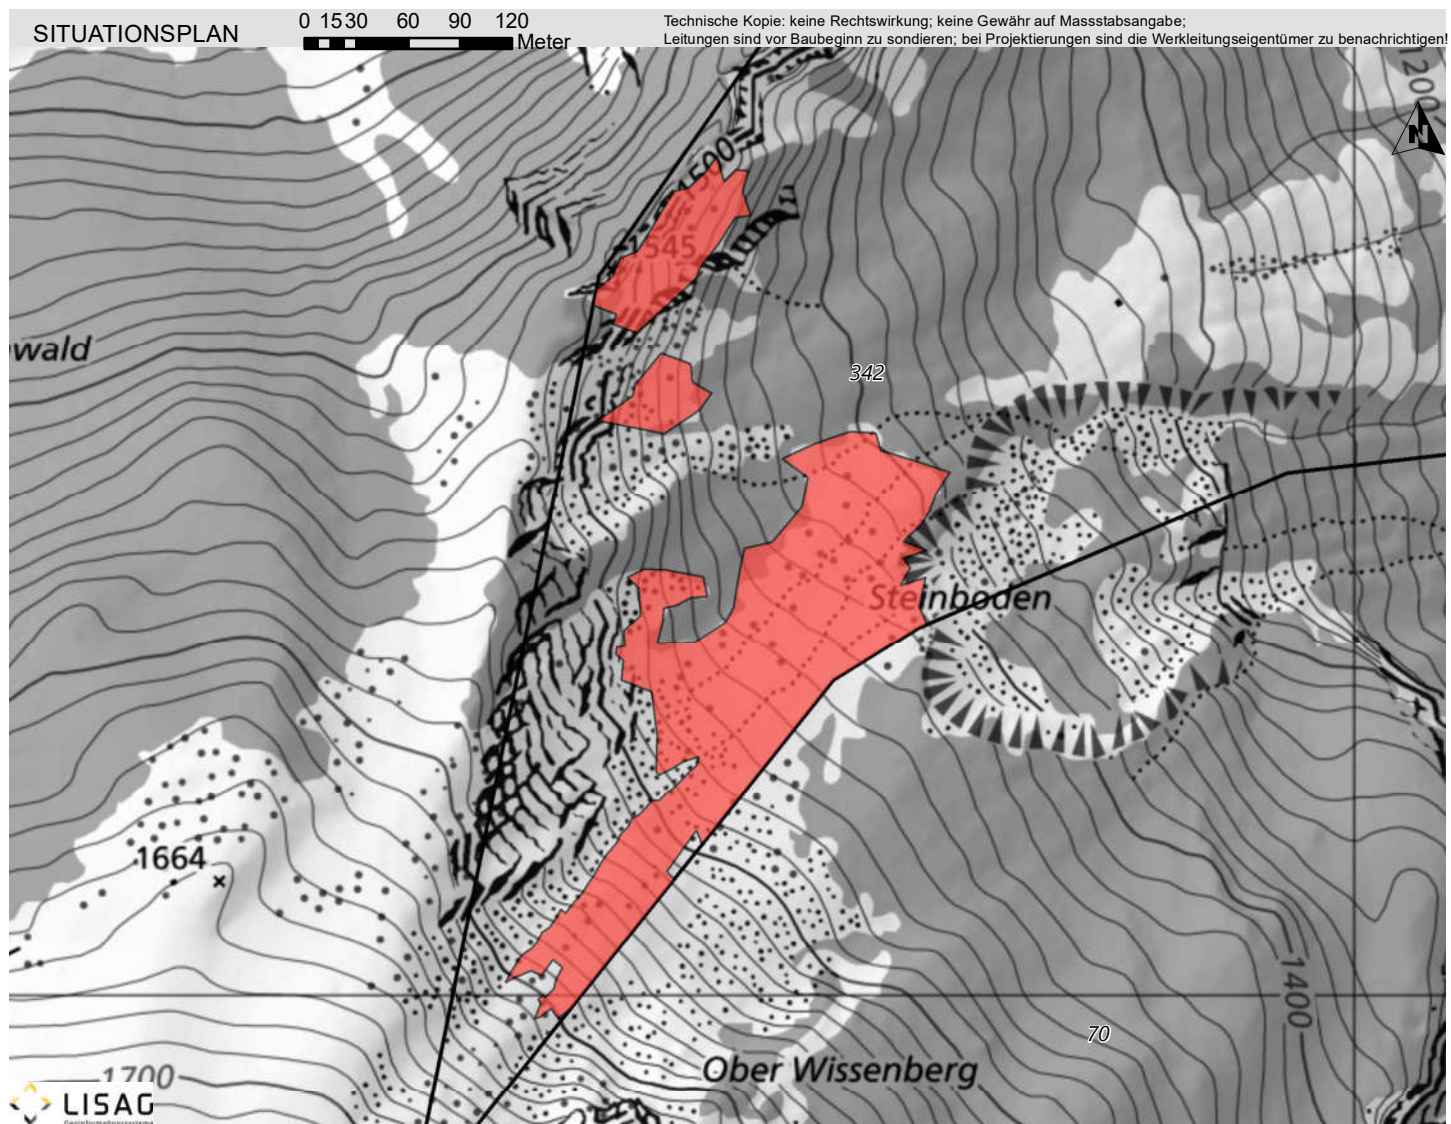 SITUATIONSPLAN
0 15 30 60 90 120
Meter
Technische Kopie: keine Rechtswirkung; keine Gewähr auf Massstabsangabe;
Leitungen sind vor Baubeginn zu sondieren; bei Projektierungen sind die Werkleitungseigentümer zu benachrichtigen!
1200
N
1500
1545
wald
342
Steinboden
1664
1400
70
Ober Wissenberg
1700
LISAG